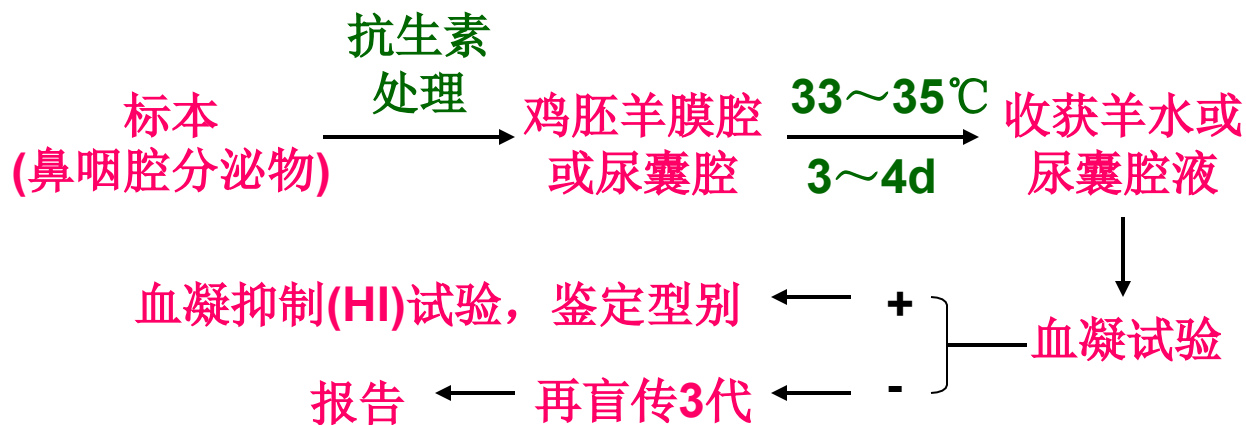 抗生素
处理
标本
(鼻咽腔分泌物)
鸡胚羊膜腔
或尿囊腔
33～35℃
3～4d
收获羊水或
尿囊腔液
血凝试验
+
血凝抑制(HI)试验，鉴定型别
-
再盲传3代
报告